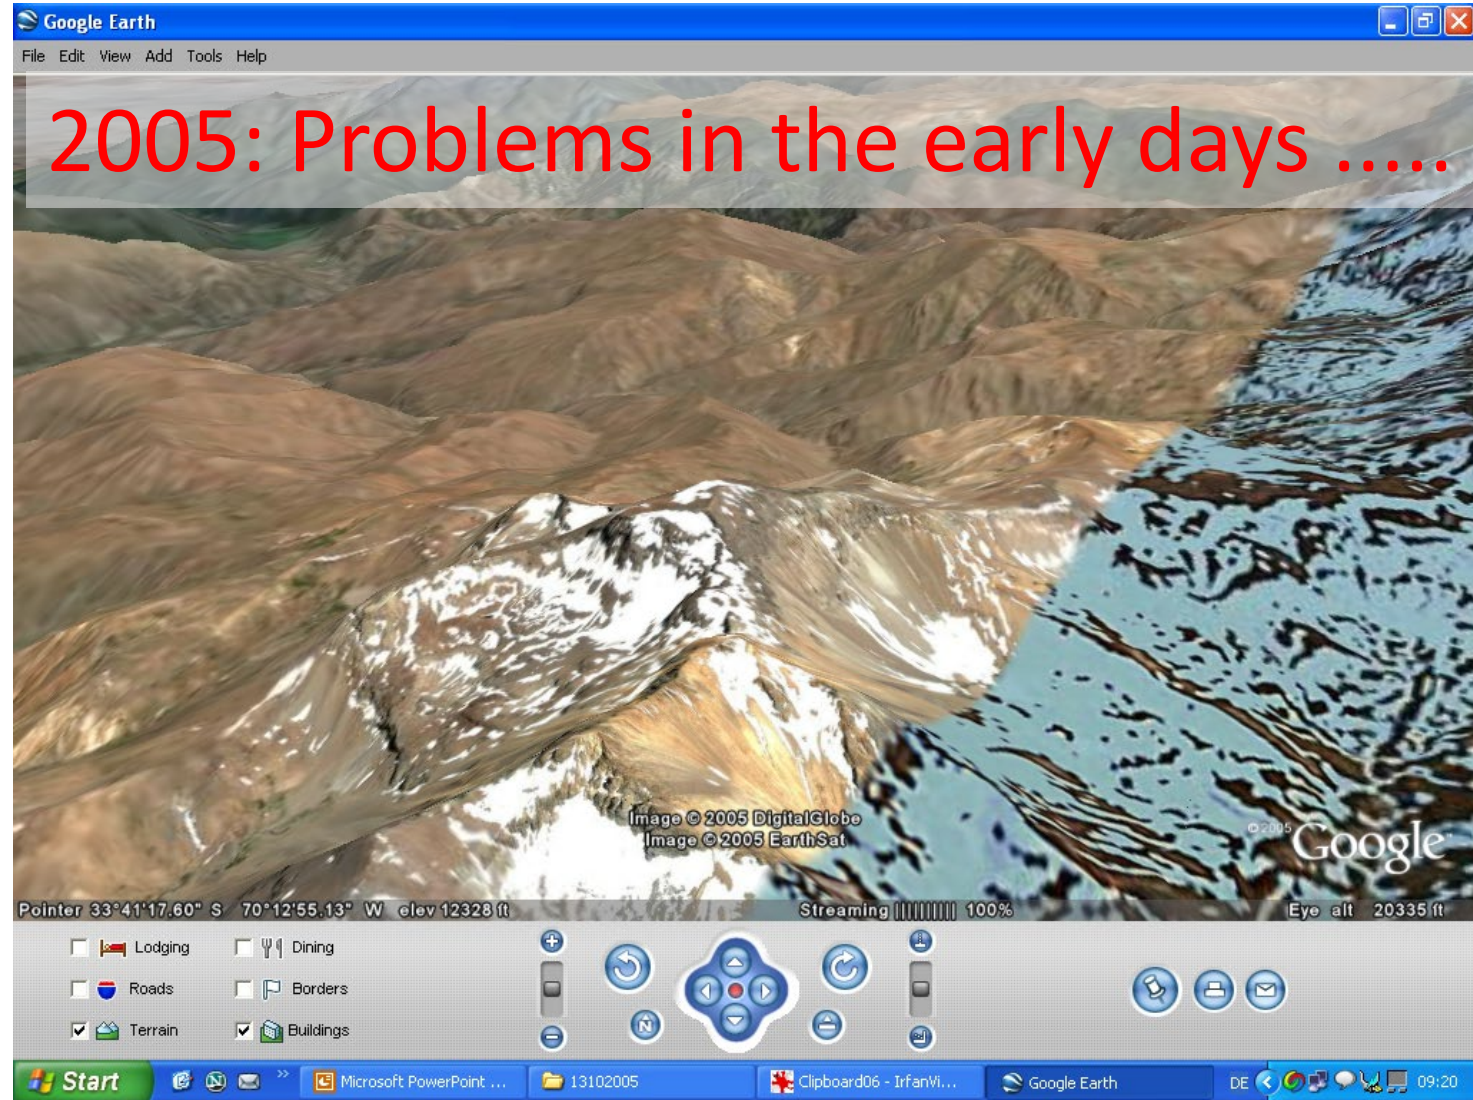 Google Earth
File Edit View Add Tools Help
2005: Problems in the early days .....
Image © 2005 DigitalGlobe
Image © 2005 EarthSat
©2005 Google
Pointer 33°41'17.60" S 70°12'55.13" W elev 12328 ft Streaming |||||||||| 100% Eye alt 20335 ft
Lodging Dining
Roads Borders
Terrain Buildings
Start Microsoft PowerPoint ... 13102005 Clipboard06 - IrfanVi... Google Earth DE 09:20